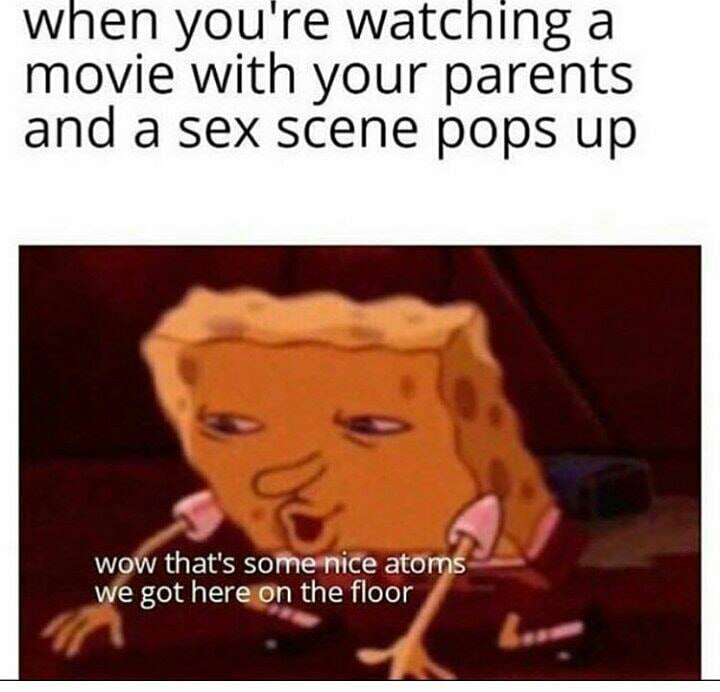 when you're watching a
movie with your parents
and a sex scene pops up
wow that's some nice atoms
we got here on the floor